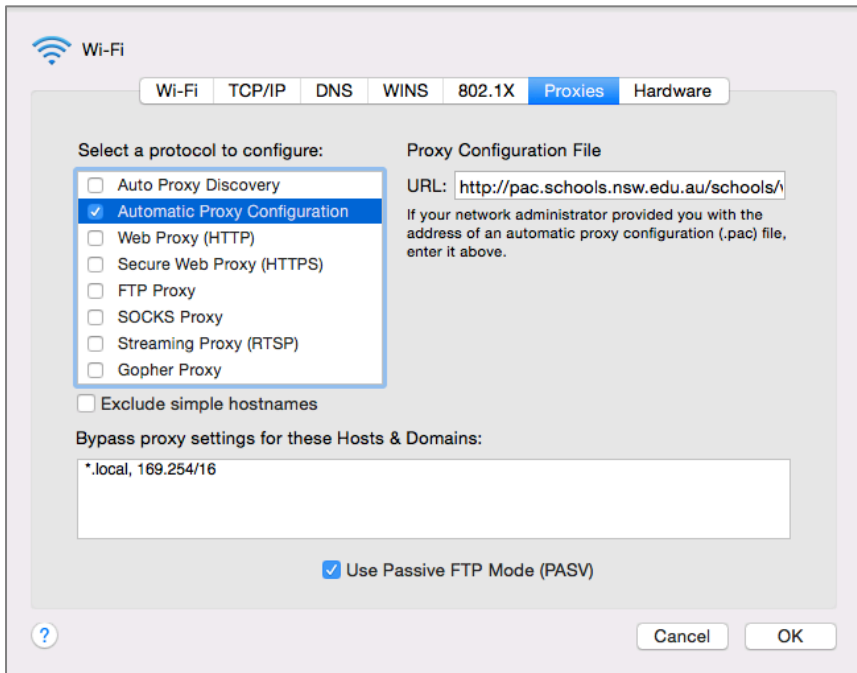 Wi-Fi
Wi-Fi TCP/IP DNS WINS 802.1X Proxies Hardware
Select a protocol to configure:
Auto Proxy Discovery
Automatic Proxy Configuration
Web Proxy (HTTP)
Secure Web Proxy (HTTPS)
FTP Proxy
SOCKS Proxy
Streaming Proxy (RTSP)
Gopher Proxy
Exclude simple hostnames
Proxy Configuration File
URL: http://pac.schools.nsw.edu.au/schools/
If your network administrator provided you with the
address of an automatic proxy configuration (.pac) file,
enter it above.
Bypass proxy settings for these Hosts & Domains:
*.local, 169.254/16
Use Passive FTP Mode (PASV)
?
Cancel OK